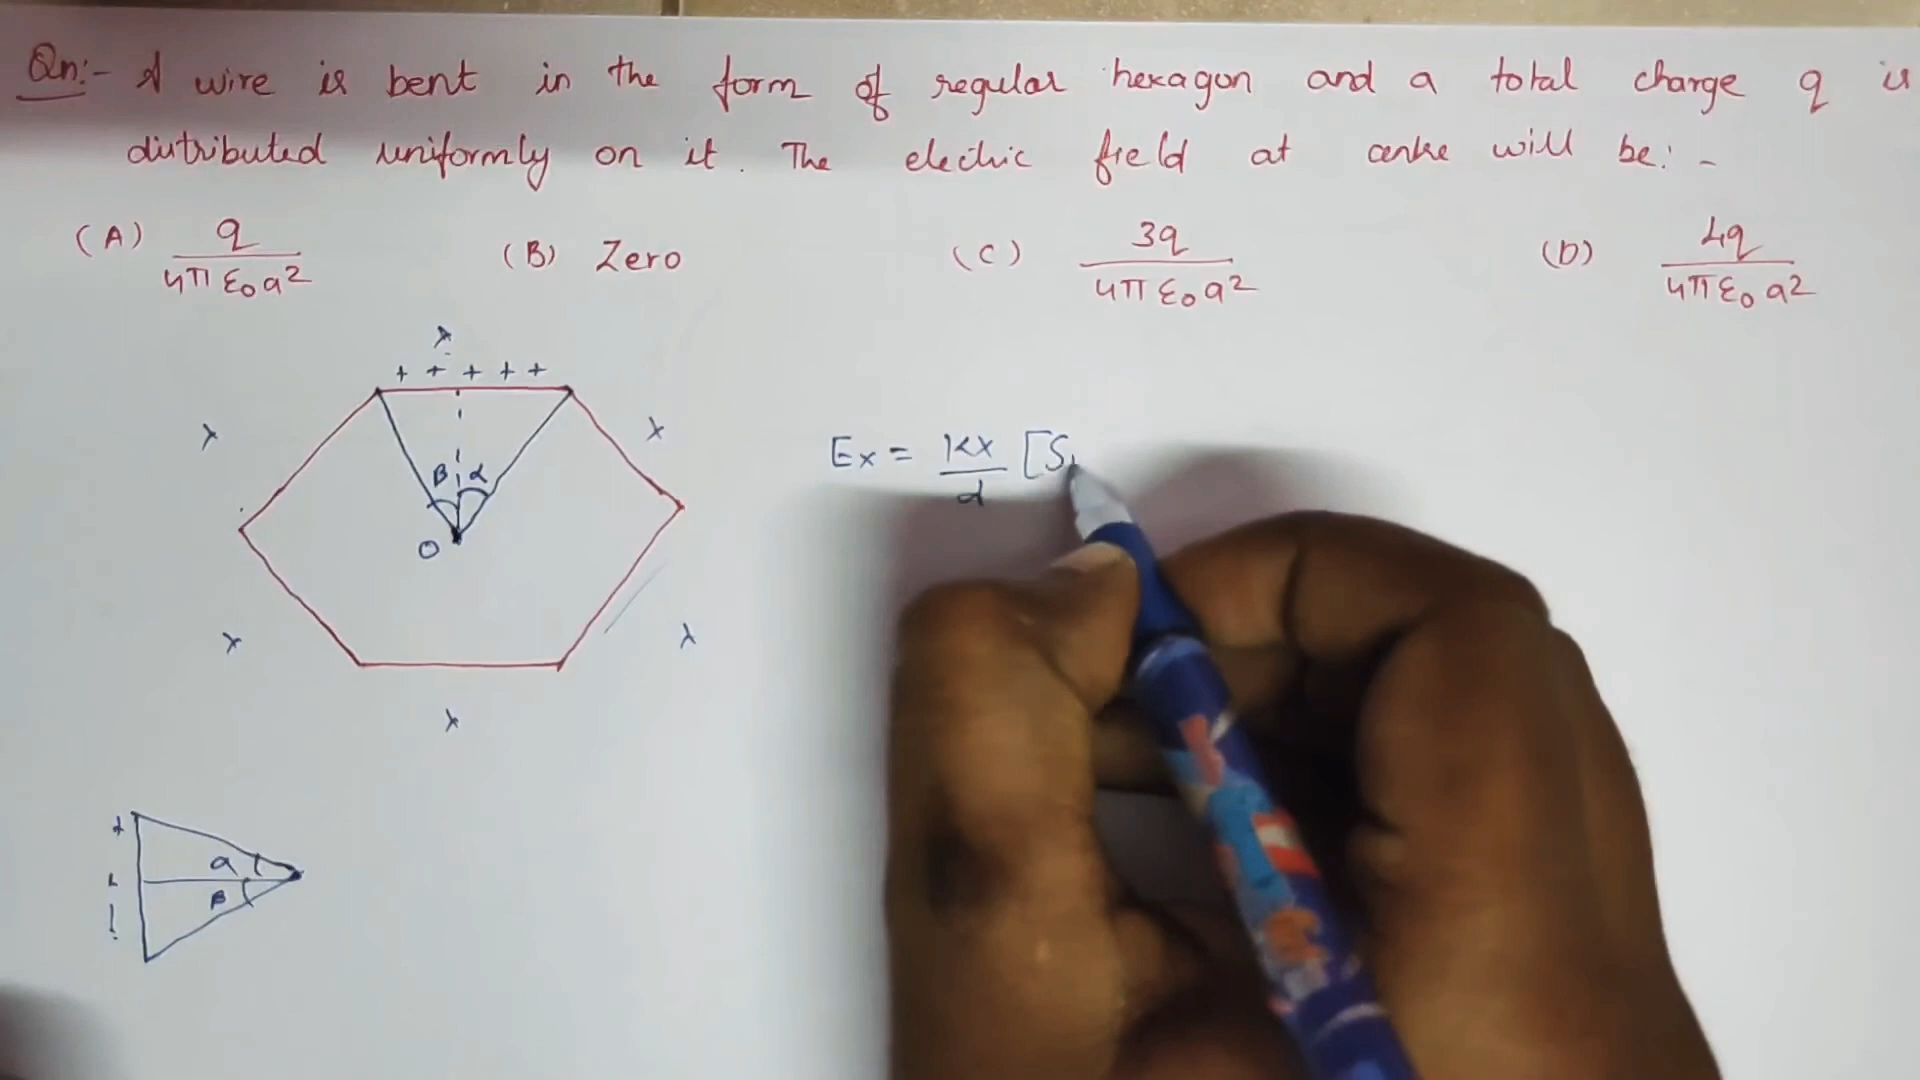 Qn:- A wire is bent in the form of regular hexagon and a total charge q is
distributed uniformly on it. The electric field at centre will be: -
(A) q/4πε₀a² (B) Zero (C) 3q/4πε₀a² (D) 4q/4πε₀a²
λ
+ + + + +
λ λ
β α
O
Ex = Kλ/d [Si
λ λ
λ
α
β